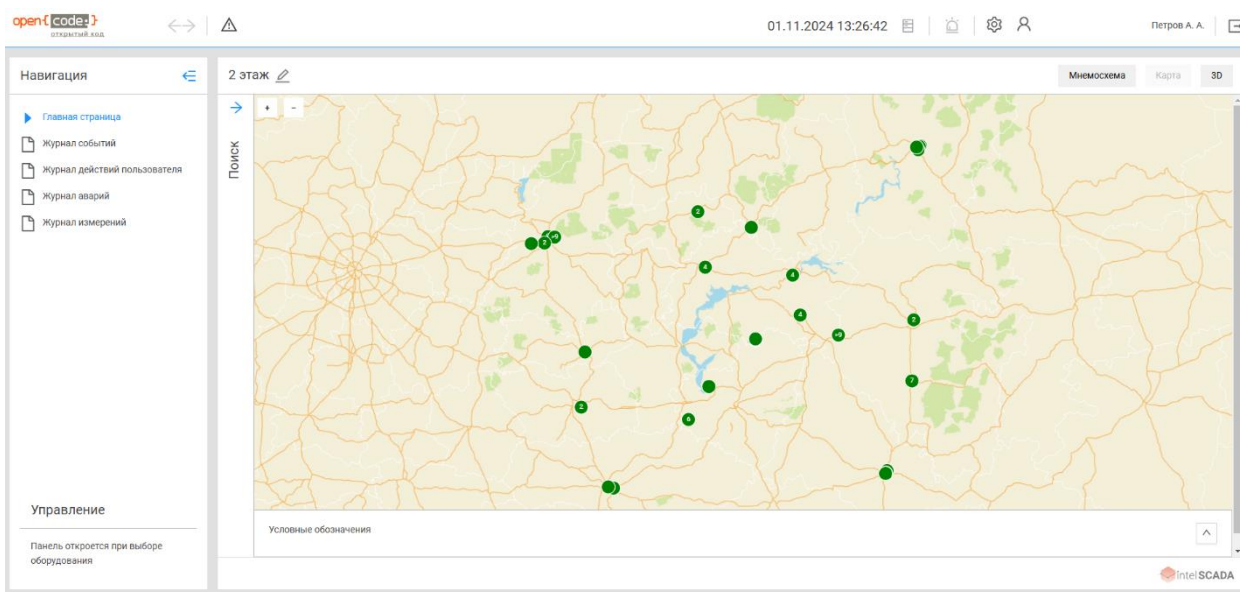 open{ code: }
открытый код
01.11.2024 13:26:42
Петров А. А.
Навигация
Главная страница
Журнал событий
Журнал действий пользователя
Журнал аварий
Журнал измерений
Управление
Панель откроется при выборе
оборудования
2 этаж
Мнемосхема
Карта
3D
Поиск
+ -
2
+9
2
4
4
4
+9
2
7
2
6
Условные обозначения
intelSCADA